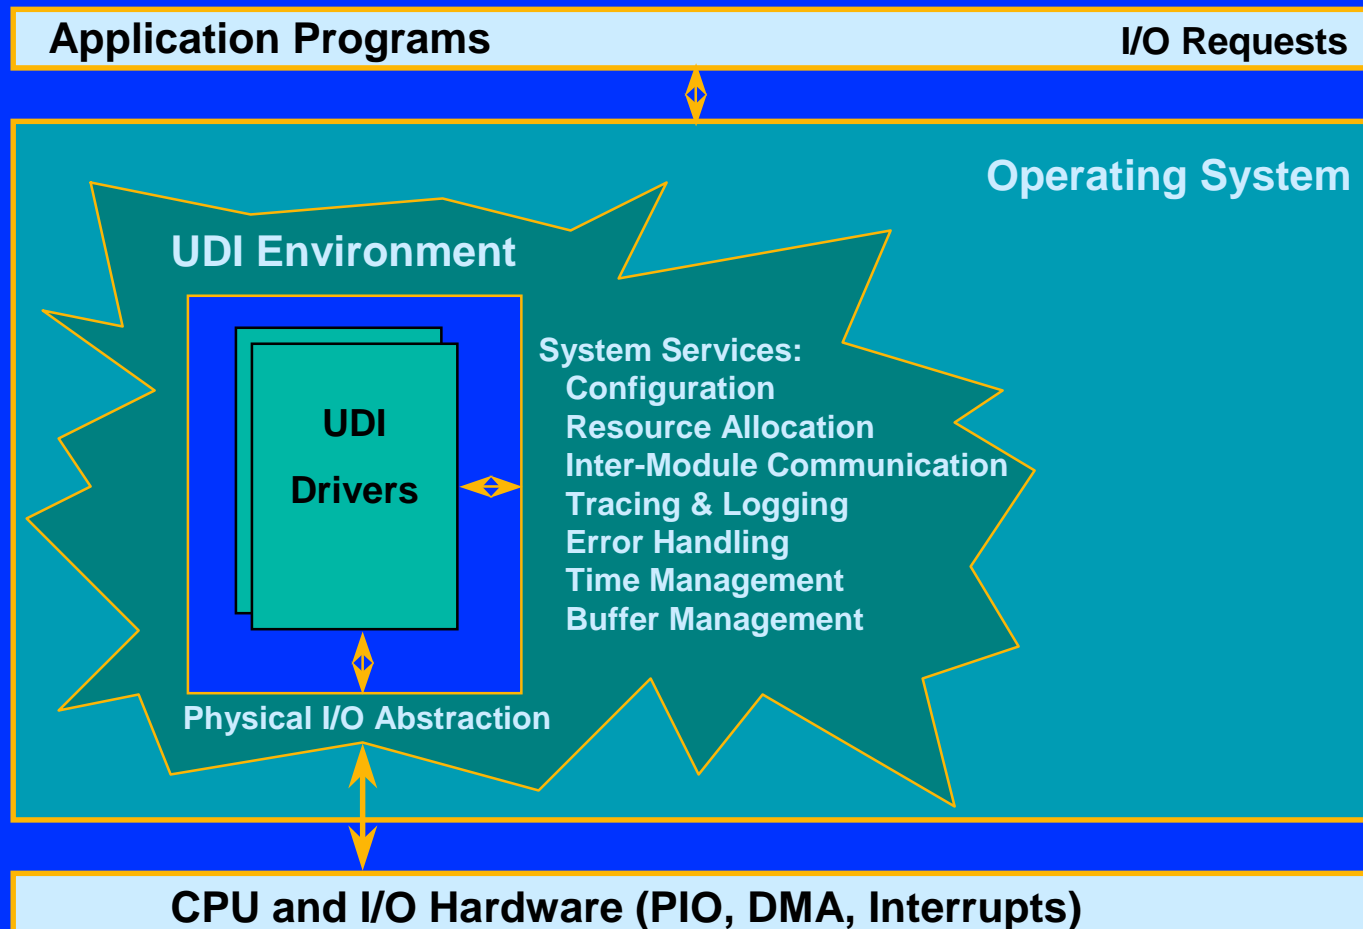 Application Programs
I/O Requests
Operating System
UDI Environment
UDI
Drivers
System Services:
Configuration
Resource Allocation
Inter-Module Communication
Tracing & Logging
Error Handling
Time Management
Buffer Management
Physical I/O Abstraction
CPU and I/O Hardware (PIO, DMA, Interrupts)